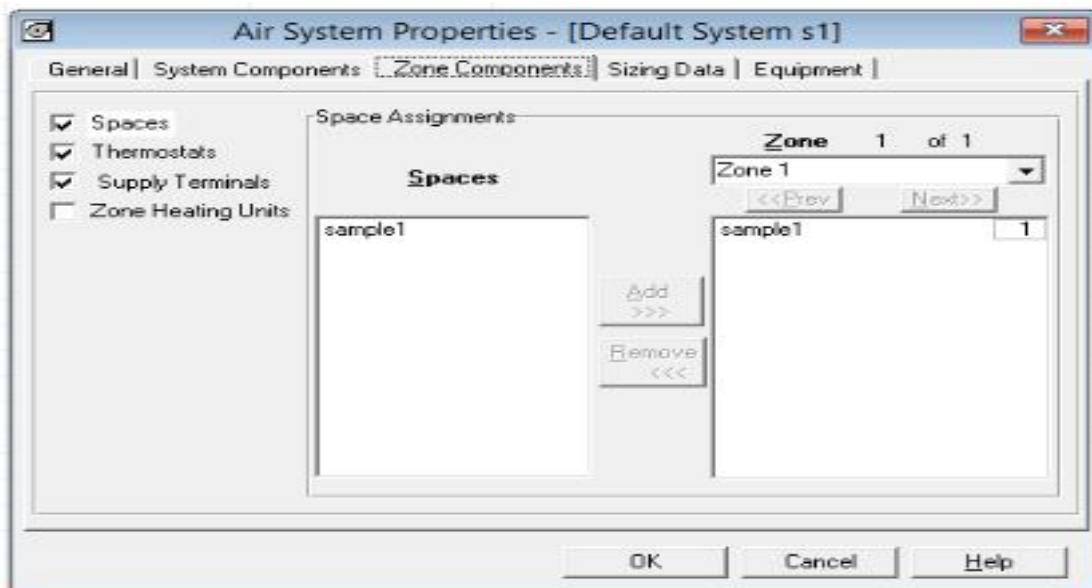 Air System Properties - [Default System s1]
General System Components Zone Components Sizing Data Equipment
Spaces
Thermostats
Supply Terminals
Zone Heating Units
Space Assignments
Spaces
Zone 1 of 1
Zone 1
<<Prev Next>>
sample1
sample1 1
Add
>>>
Remove
<<<
OK Cancel Help